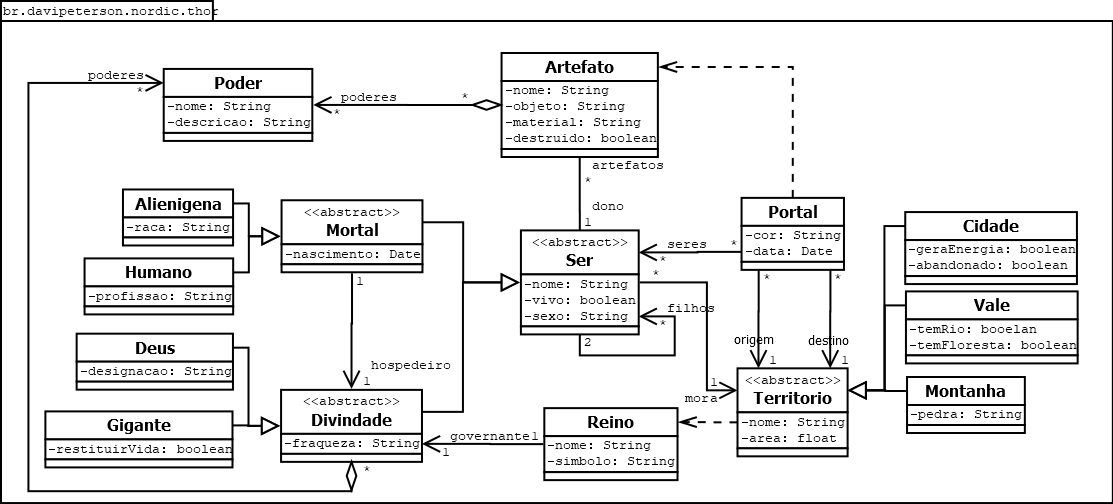 br.davipeterson.nordic.thor
poderes
*
Poder
-nome: String
-descricao: String
poderes
*
*
Artefato
-nome: String
-objeto: String
-material: String
-destruido: boolean
artefatos
*
dono
1
Alienigena
-raca: String
Humano
-profissao: String
<<abstract>>
Mortal
-nascimento: Date
1
hospedeiro
1
<<abstract>>
Ser
-nome: String
-vivo: boolean
-sexo: String
seres
*
*
*
filhos
*
2
Portal
-cor: String
-data: Date
*
*
origem
destino
1
1
Cidade
-geraEnergia: boolean
-abandonado: boolean
Vale
-temRio: booelan
-temFloresta: boolean
Montanha
-pedra: String
Deus
-designacao: String
Gigante
-restituirVida: boolean
<<abstract>>
Divindade
-fraqueza: String
*
governante1
1
Reino
-nome: String
-simbolo: String
1
mora
<<abstract>>
Territorio
-nome: String
-area: float